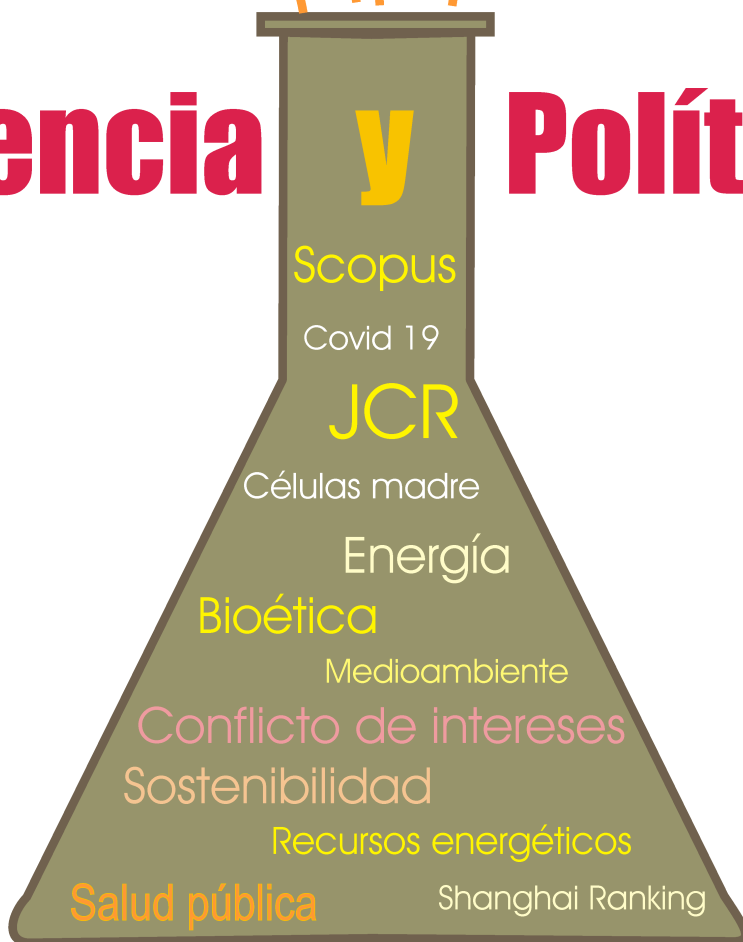 encia y Polít
Scopus
Covid 19
JCR
Células madre
Energía
Bioética
Medioambiente
Conflicto de intereses
Sostenibilidad
Recursos energéticos
Salud pública Shanghai Ranking